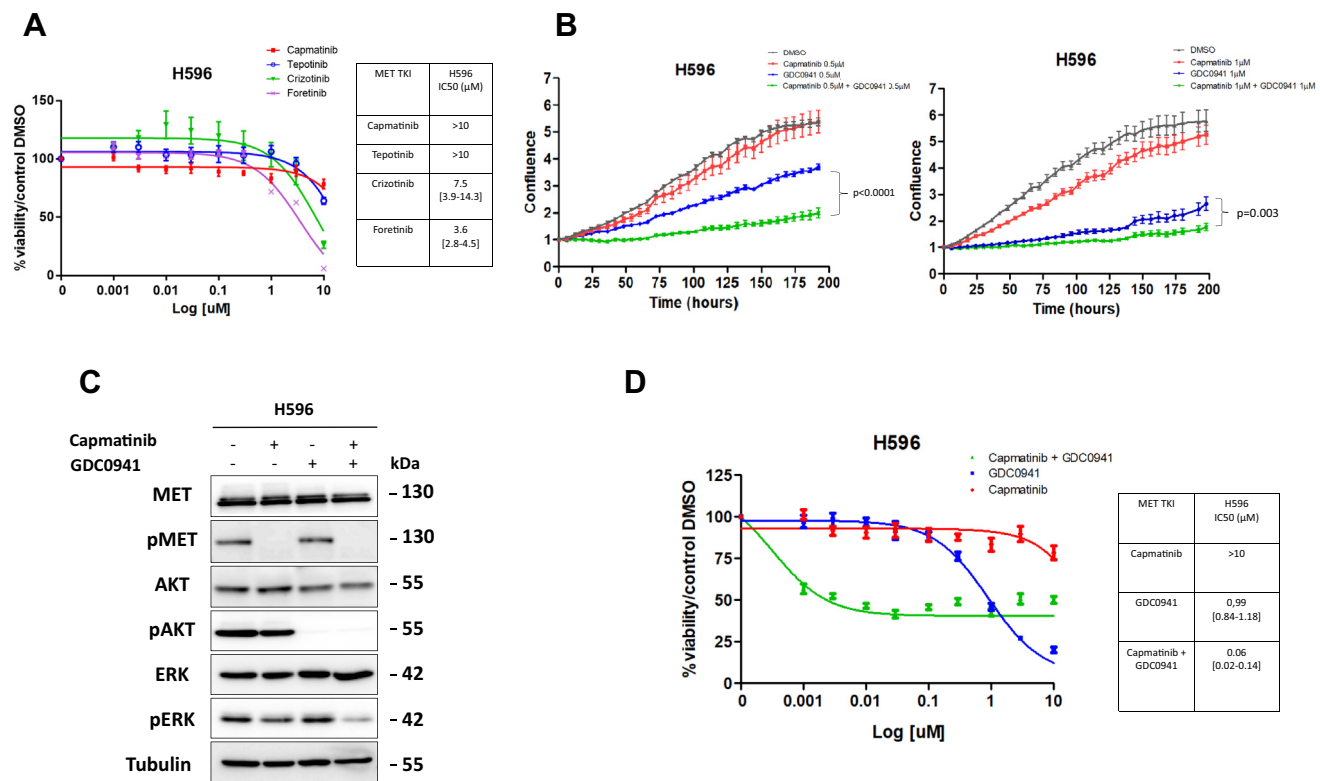 A
H596
Capmatinib
Tepotinib
Crizotinib
Foretinib
% viability/control DMSO
150
100
50
0
0
0.001
0.01
0.1
1
10
Log [uM]
MET TKI
H596
IC50 (µM)
Capmatinib
>10
Tepotinib
>10
Crizotinib
7.5
[3.9-14.3]
Foretinib
3.6
[2.8-4.5]
B
H596
DMSO
Capmatinib 0.5µM
GDC0941 0.5µM
Capmatinib 0.5µM + GDC0941 0.5µM
Confluence
7
6
5
4
3
2
1
0
0
25
50
75
100
125
150
175
200
Time (hours)
p<0.0001
H596
DMSO
Capmatinib 1µM
GDC0941 1µM
Capmatinib 1µM + GDC0941 1µM
Confluence
7
6
5
4
3
2
1
0
0
25
50
75
100
125
150
175
200
Time (hours)
p=0.003
C
H596
Capmatinib - + - +
GDC0941 - - + + kDa
MET - 130
pMET - 130
AKT - 55
pAKT - 55
ERK - 42
pERK - 42
Tubulin - 55
D
H596
Capmatinib + GDC0941
GDC0941
Capmatinib
% viability/control DMSO
125
100
75
50
25
0
0
0.001
0.01
0.1
1
10
Log [uM]
MET TKI
H596
IC50 (µM)
Capmatinib
>10
GDC0941
0,99
[0.84-1.18]
Capmatinib +
GDC0941
0.06
[0.02-0.14]